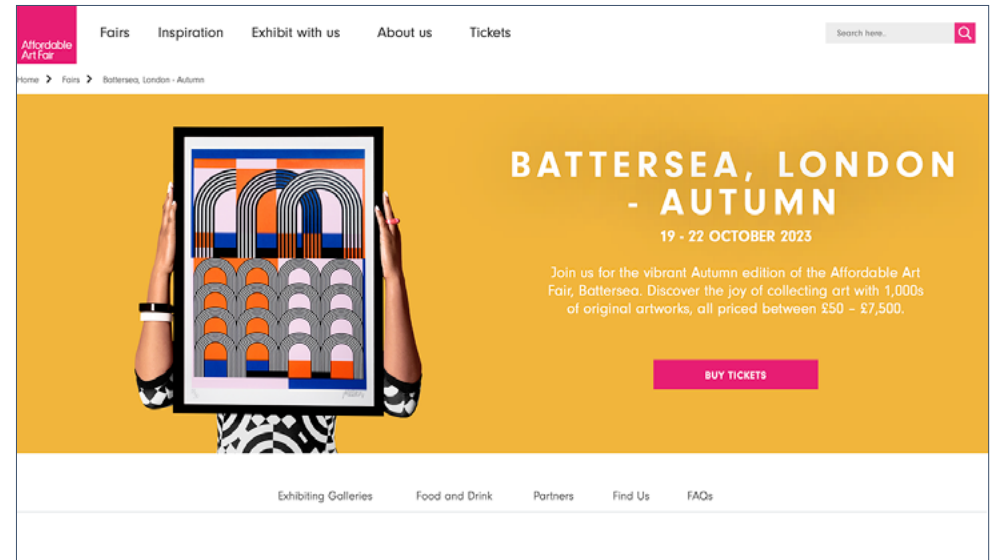 Affordable
Art Fair
Fairs Inspiration Exhibit with us About us Tickets
Search here..
Home > Fairs > Battersea, London - Autumn
BATTERSEA, LONDON
- AUTUMN
19 - 22 OCTOBER 2023
Join us for the vibrant Autumn edition of the Affordable Art
Fair, Battersea. Discover the joy of collecting art with 1,000s
of original artworks, all priced between £50 – £7,500.
BUY TICKETS
Exhibiting Galleries Food and Drink Partners Find Us FAQs